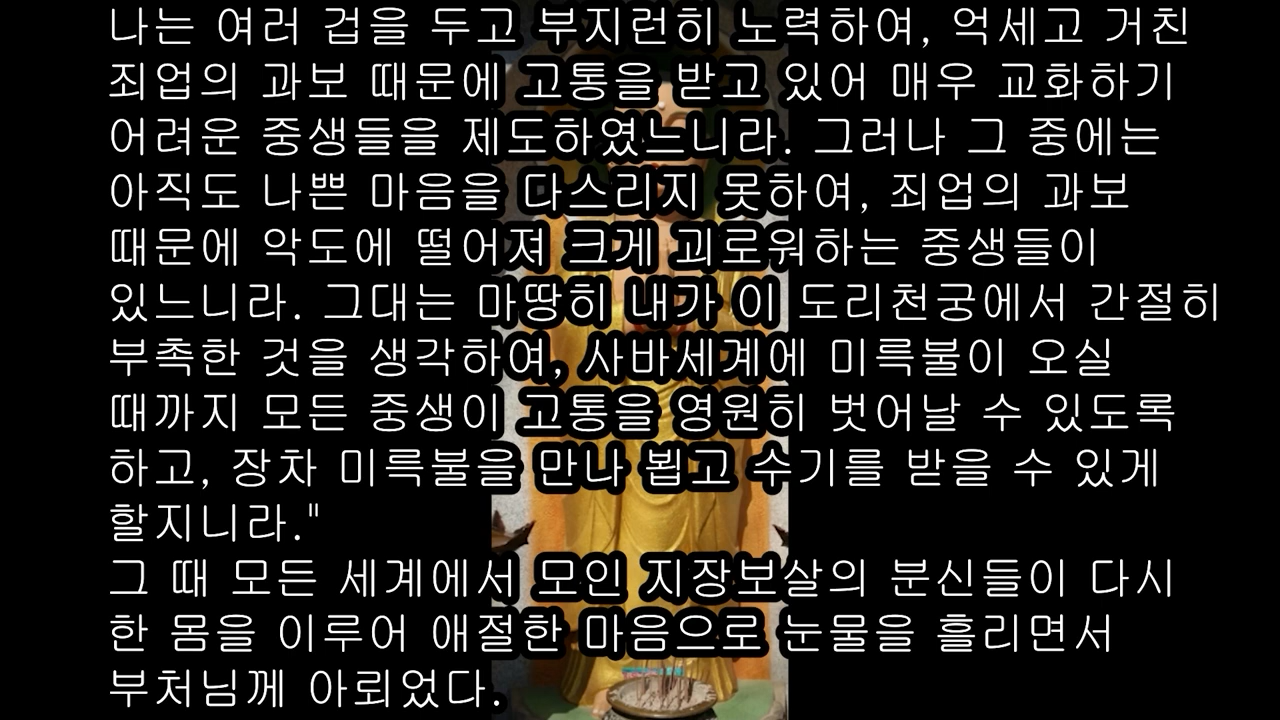 나는 여러 겁을 두고 부지런히 노력하여, 억세고 거친
죄업의 과보 때문에 고통을 받고 있어 매우 교화하기
어려운 중생들을 제도하였느니라. 그러나 그 중에는
아직도 나쁜 마음을 다스리지 못하여, 죄업의 과보
때문에 악도에 떨어져 크게 괴로워하는 중생들이
있느니라. 그대는 마땅히 내가 이 도리천궁에서 간절히
부촉한 것을 생각하여, 사바세계에 미륵불이 오실
때까지 모든 중생이 고통을 영원히 벗어날 수 있도록
하고, 장차 미륵불을 만나 뵙고 수기를 받을 수 있게
할지니라."
그 때 모든 세계에서 모인 지장보살의 분신들이 다시
한 몸을 이루어 애절한 마음으로 눈물을 흘리면서
부처님께 아뢰었다.